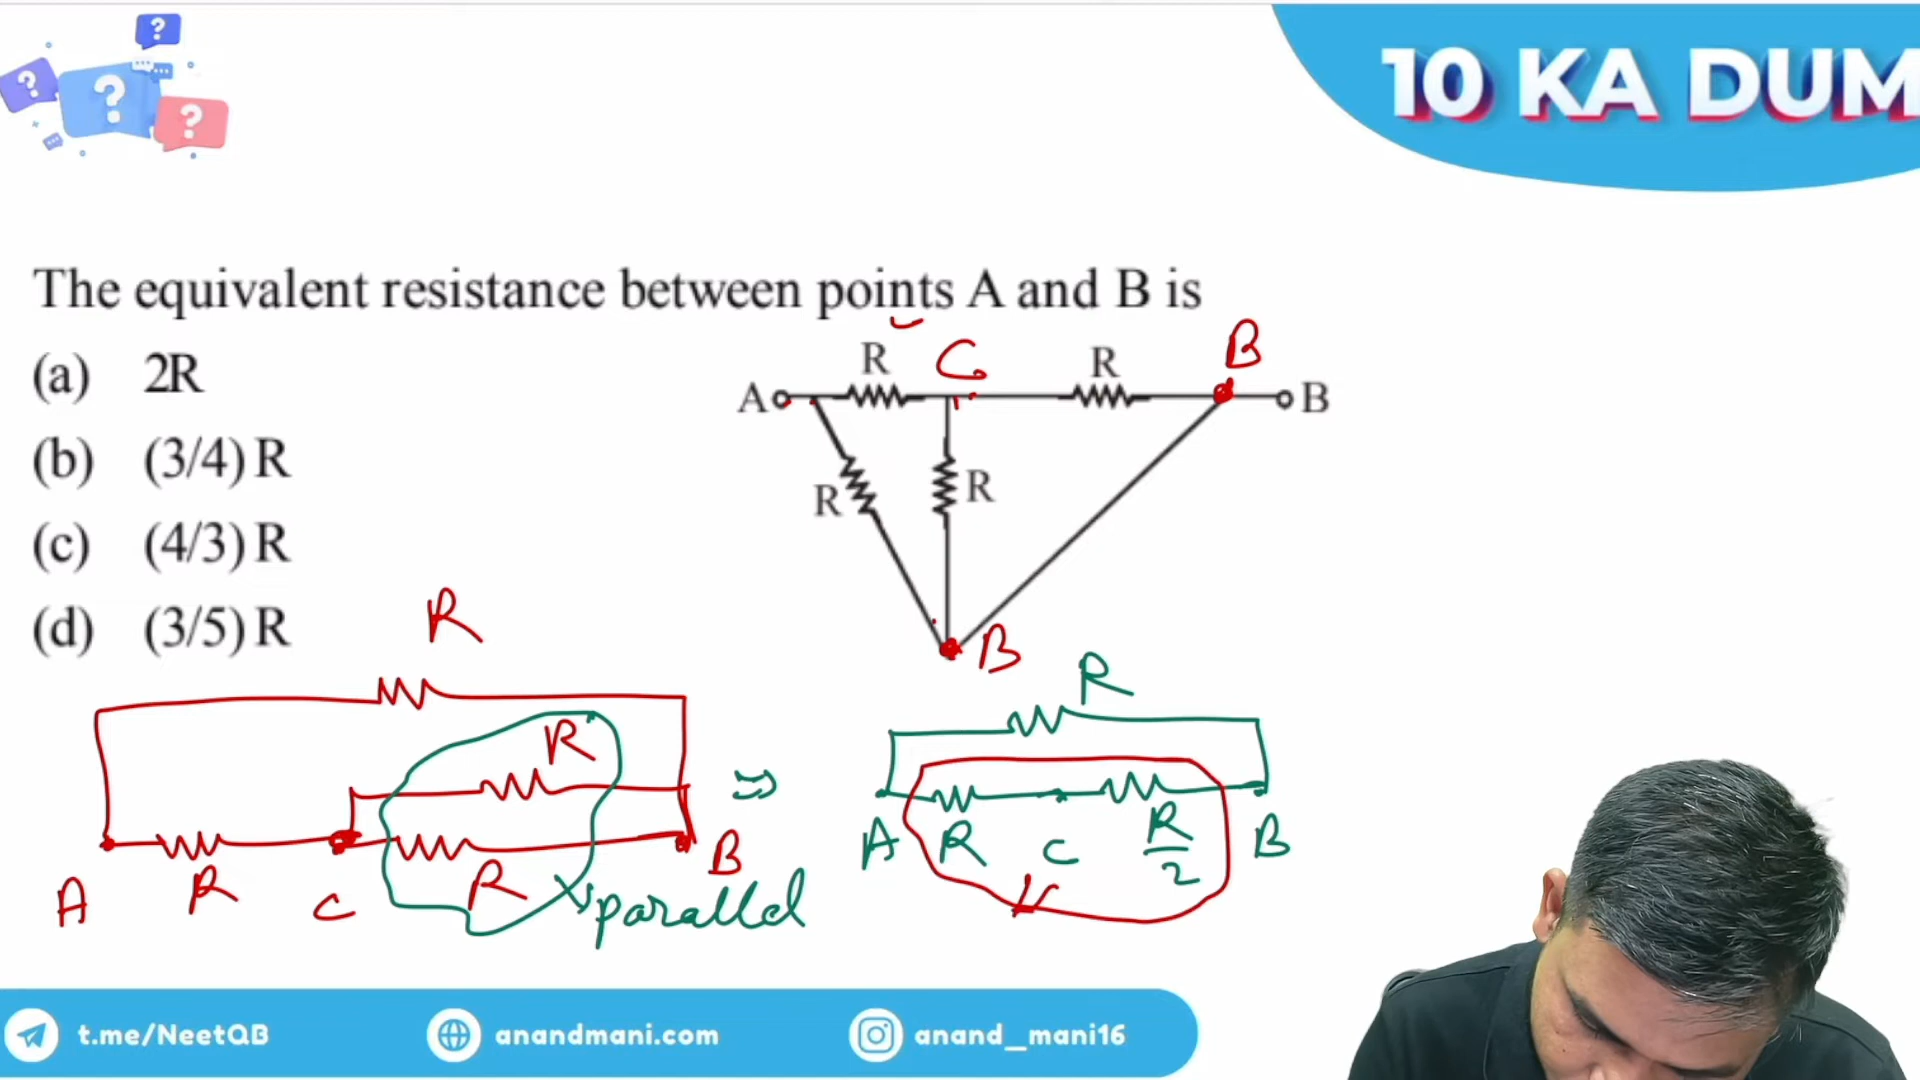 ? ? ? ?
10 KA DUM
The equivalent resistance between points A and B is
(a) 2R
(b) (3/4) R
(c) (4/3) R
(d) (3/5) R
R C R B
A B
R R
B
R
R
A R C R B
parallel
R
A R C R/2 B
t.me/NeetQB
anandmani.com
anand_mani16